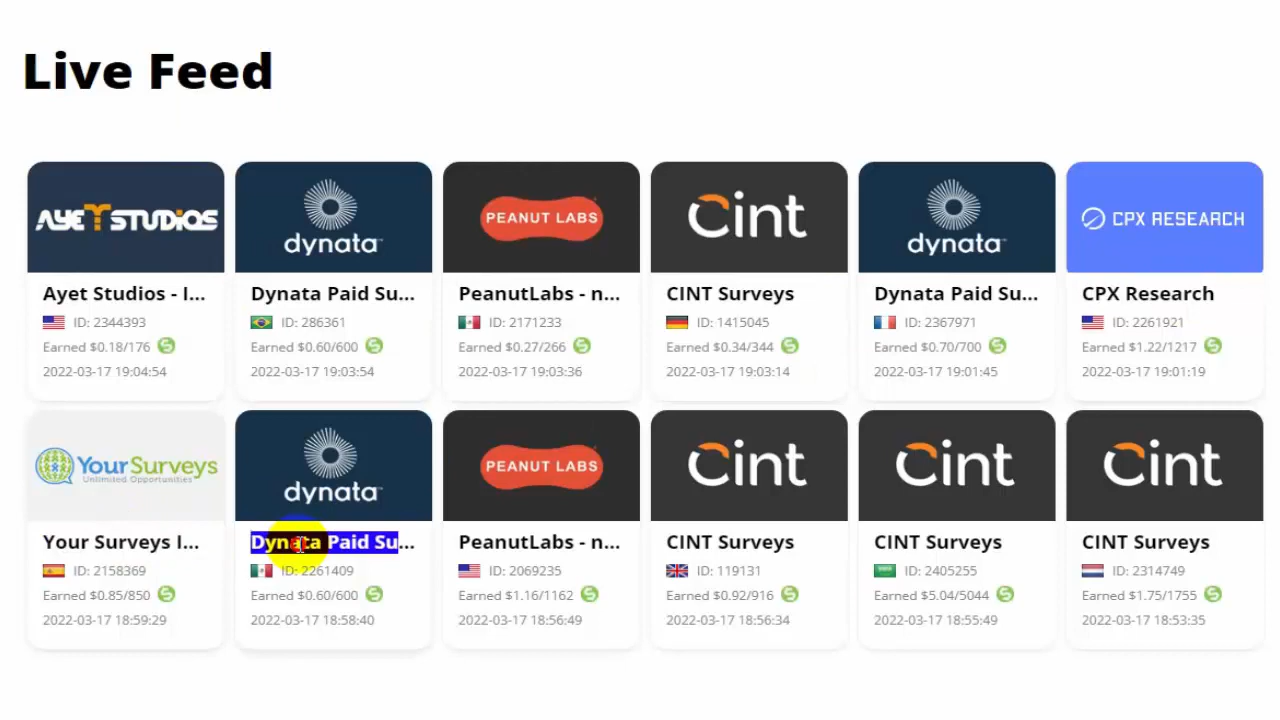 Live Feed
AYE T STUDIOS
dynata
PEANUT LABS
Cint
dynata
CPX RESEARCH
Ayet Studios - I...
Dynata Paid Su...
PeanutLabs - n...
CINT Surveys
Dynata Paid Su...
CPX Research
ID: 2344393
ID: 286361
ID: 2171233
ID: 1415045
ID: 2367971
ID: 2261921
Earned $0.18/176
Earned $0.60/600
Earned $0.27/266
Earned $0.34/344
Earned $0.70/700
Earned $1.22/1217
2022-03-17 19:04:54
2022-03-17 19:03:54
2022-03-17 19:03:36
2022-03-17 19:03:14
2022-03-17 19:01:45
2022-03-17 19:01:19
YourSurveys
Unlimited Opportunities
dynata
PEANUT LABS
Cint
Cint
Cint
Your Surveys I...
Dynata Paid Su...
PeanutLabs - n...
CINT Surveys
CINT Surveys
CINT Surveys
ID: 2158369
ID: 2261409
ID: 2069235
ID: 119131
ID: 2405255
ID: 2314749
Earned $0.85/850
Earned $0.60/600
Earned $1.16/1162
Earned $0.92/916
Earned $5.04/5044
Earned $1.75/1755
2022-03-17 18:59:29
2022-03-17 18:58:40
2022-03-17 18:56:49
2022-03-17 18:56:34
2022-03-17 18:55:49
2022-03-17 18:53:35